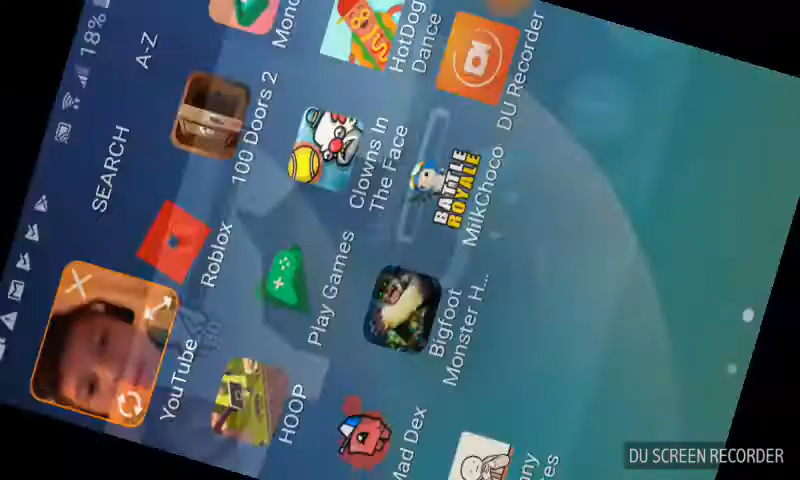 18%
SEARCH
A-Z
YouTube
Roblox
100 Doors 2
HOOP
Play Games
Clowns In
The Face
HotDog
Dance
Mad Dex
Bigfoot
Monster H...
BATTLE
ROYALE
MilkChoco
DU Recorder
DU SCREEN RECORDER